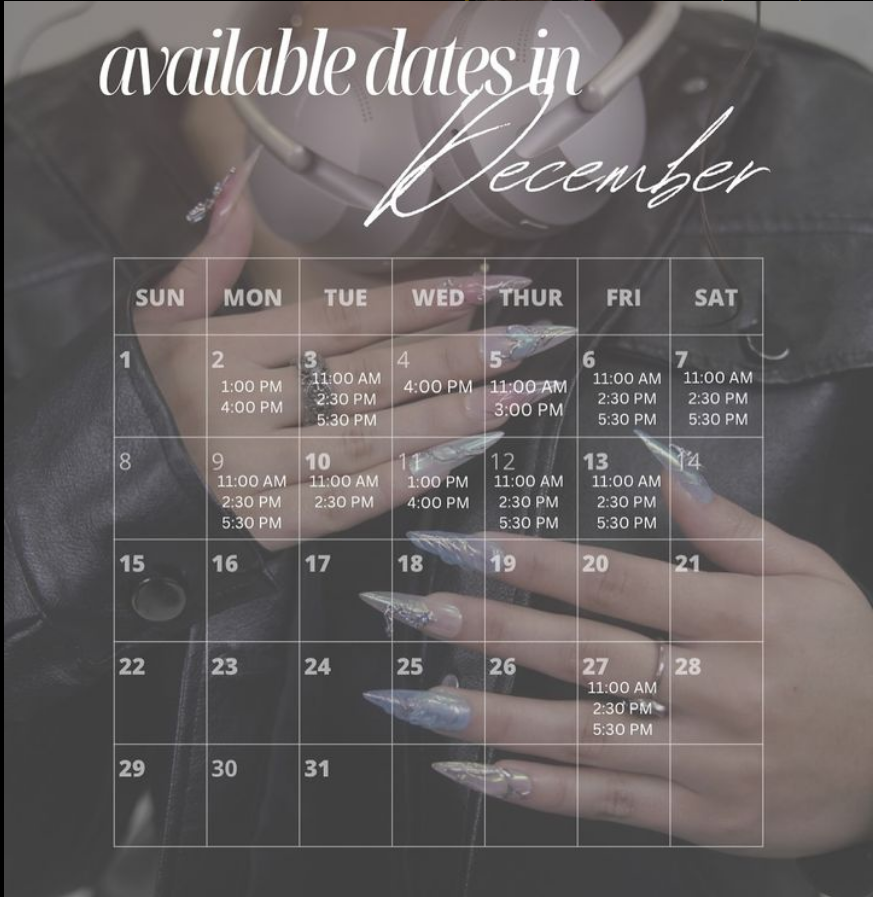 available dates in
December
SUN MON TUE WED THUR FRI SAT
1 2 3 4 5 6 7
1:00 PM 11:00 AM 4:00 PM 11:00 AM 11:00 AM 11:00 AM
4:00 PM 2:30 PM 3:00 PM 2:30 PM 2:30 PM
5:30 PM 5:30 PM 5:30 PM
8 9 10 11 12 13 14
11:00 AM 11:00 AM 1:00 PM 11:00 AM 11:00 AM
2:30 PM 2:30 PM 4:00 PM 2:30 PM 2:30 PM
5:30 PM 5:30 PM 5:30 PM
15 16 17 18 19 20 21
22 23 24 25 26 27 28
11:00 AM
2:30 PM
5:30 PM
29 30 31